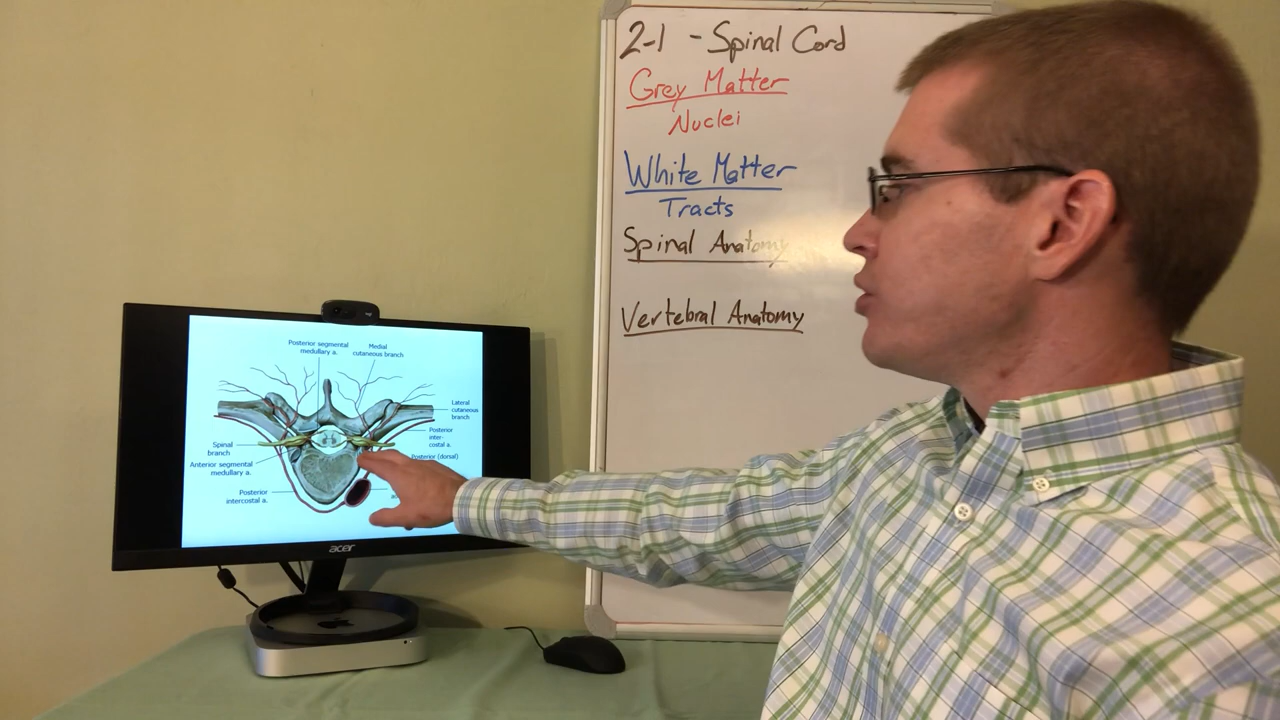 2-1 - Spinal Cord
Grey Matter
Nuclei
White Matter
Tracts
Spinal Anatomy
Vertebral Anatomy
Posterior segmental
medullary a.
Medial
cutaneous branch
Lateral
cutaneous
branch
Posterior
inter-
costal a.
Posterior (dorsal)
Spinal
branch
Anterior segmental
medullary a.
Posterior
intercostal a.
acer